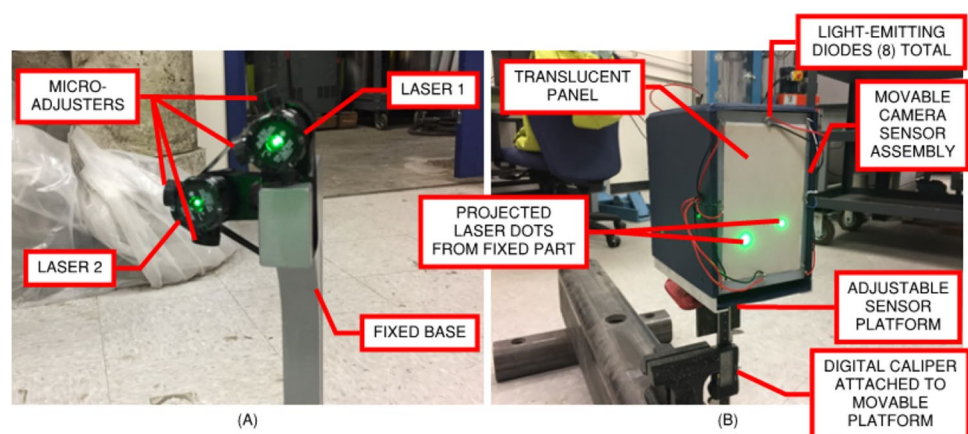 MICRO-
ADJUSTERS
LASER 1
LASER 2
FIXED BASE
(A)
LIGHT-EMITTING
DIODES (8) TOTAL
TRANSLUCENT
PANEL
MOVABLE
CAMERA
SENSOR
ASSEMBLY
PROJECTED
LASER DOTS
FROM FIXED PART
ADJUSTABLE
SENSOR
PLATFORM
DIGITAL CALIPER
ATTACHED TO
MOVABLE
PLATFORM
(B)